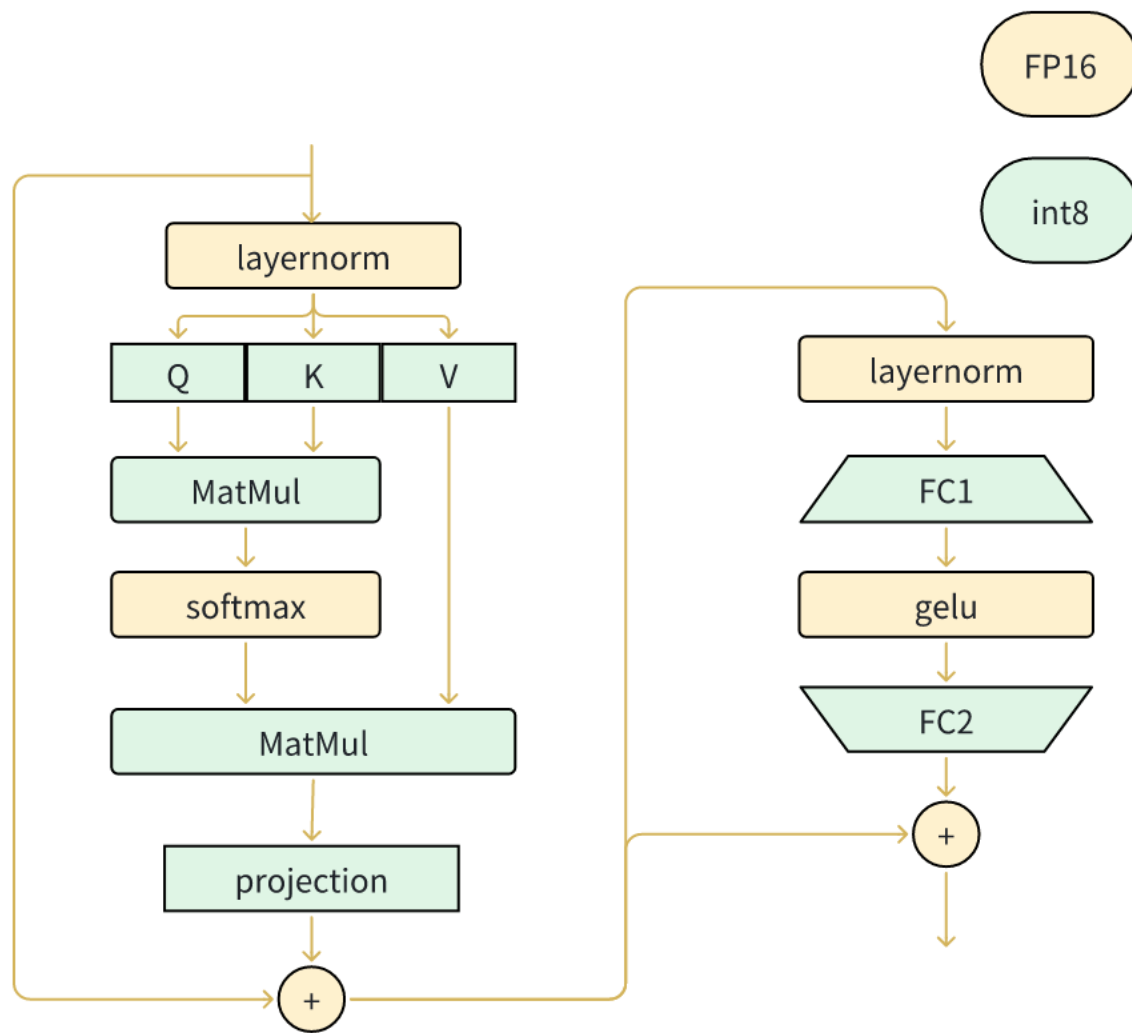 FP16
int8
layernorm
Q
K
V
MatMul
softmax
MatMul
projection
+
layernorm
FC1
gelu
FC2
+